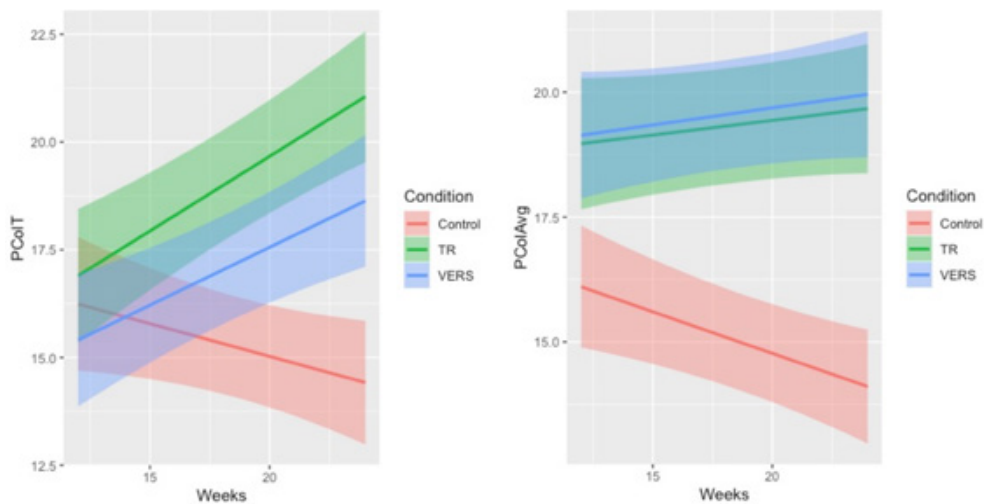 22.5
20.0
17.5
15.0
12.5
PColT
15
20
Weeks
Condition
Control
TR
VERS
20.0
17.5
15.0
PColAvg
15
20
Weeks
Condition
Control
TR
VERS